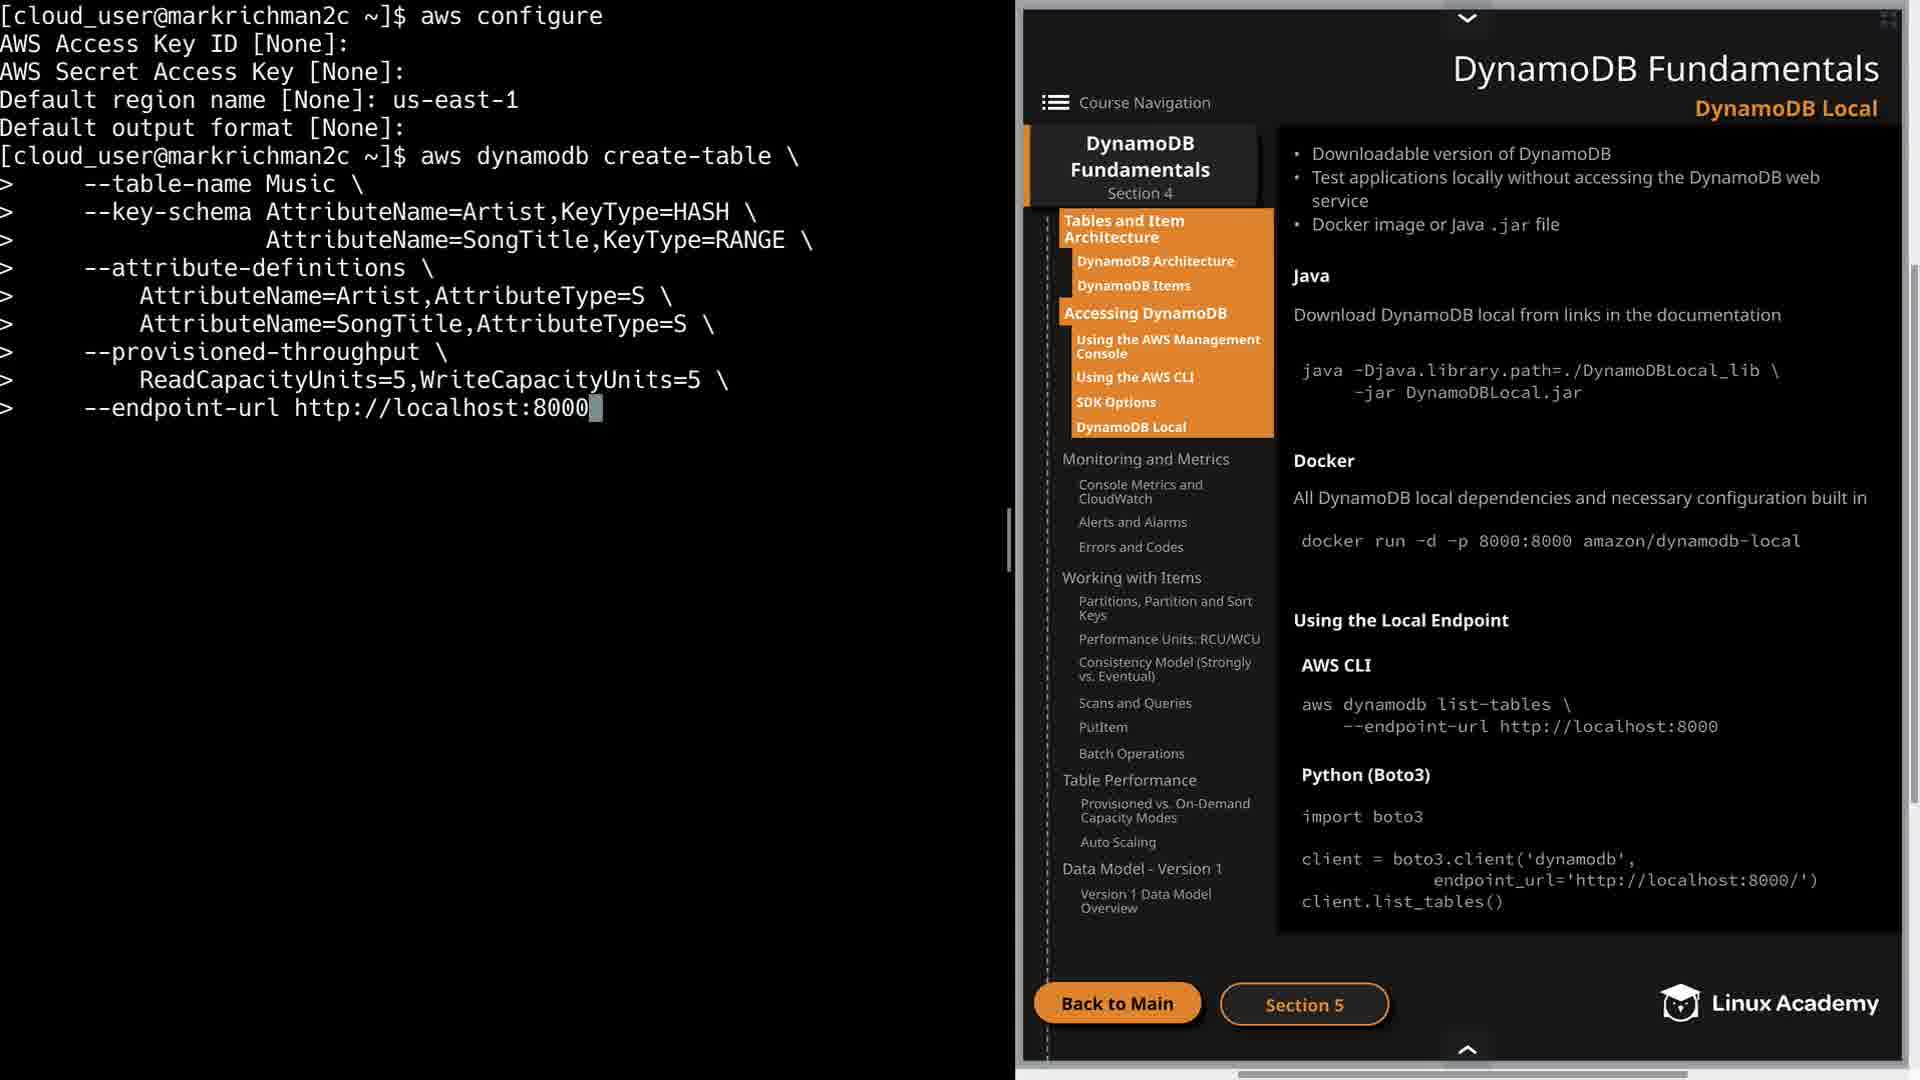 [cloud_user@markrichman2c ~]$ aws configure
AWS Access Key ID [None]:
AWS Secret Access Key [None]:
Default region name [None]: us-east-1
Default output format [None]:
[cloud_user@markrichman2c ~]$ aws dynamodb create-table \
>     --table-name Music \
>     --key-schema AttributeName=Artist,KeyType=HASH \
>                  AttributeName=SongTitle,KeyType=RANGE \
>     --attribute-definitions \
>         AttributeName=Artist,AttributeType=S \
>         AttributeName=SongTitle,AttributeType=S \
>     --provisioned-throughput \
>         ReadCapacityUnits=5,WriteCapacityUnits=5 \
>     --endpoint-url http://localhost:8000
DynamoDB Fundamentals
DynamoDB Local
Course Navigation
DynamoDB
Fundamentals
Section 4
Tables and Item
Architecture
DynamoDB Architecture
DynamoDB Items
Accessing DynamoDB
Using the AWS Management
Console
Using the AWS CLI
SDK Options
DynamoDB Local
Monitoring and Metrics
Console Metrics and
CloudWatch
Alerts and Alarms
Errors and Codes
Working with Items
Partitions, Partition and Sort
Keys
Performance Units: RCU/WCU
Consistency Model (Strongly
vs. Eventual)
Scans and Queries
PutItem
Batch Operations
Table Performance
Provisioned vs. On-Demand
Capacity Modes
Auto Scaling
Data Model - Version 1
Version 1 Data Model
Overview
• Downloadable version of DynamoDB
• Test applications locally without accessing the DynamoDB web
service
• Docker image or Java .jar file
Java
Download DynamoDB local from links in the documentation
java -Djava.library.path=./DynamoDBLocal_lib \
     -jar DynamoDBLocal.jar
Docker
All DynamoDB local dependencies and necessary configuration built in
docker run -d -p 8000:8000 amazon/dynamodb-local
Using the Local Endpoint
AWS CLI
aws dynamodb list-tables \
    --endpoint-url http://localhost:8000
Python (Boto3)
import boto3
client = boto3.client('dynamodb',
             endpoint_url='http://localhost:8000/')
client.list_tables()
Back to Main
Section 5
Linux Academy